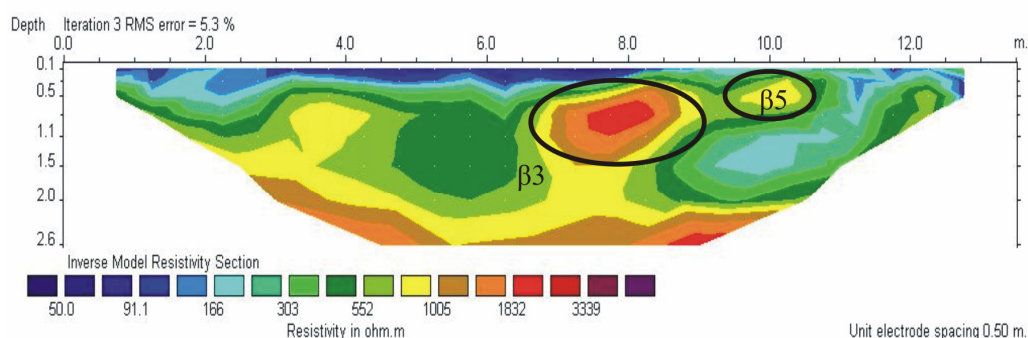 Depth Iteration 3 RMS error = 5.3 %
0.0 2.0 4.0 6.0 8.0 10.0 12.0 m.
0.1
0.5
β5
1.1
1.5
β3
2.0
2.6
Inverse Model Resistivity Section
50.0 91.1 166 303 552 1005 1832 3339
Resistivity in ohm.m Unit electrode spacing 0.50 m.